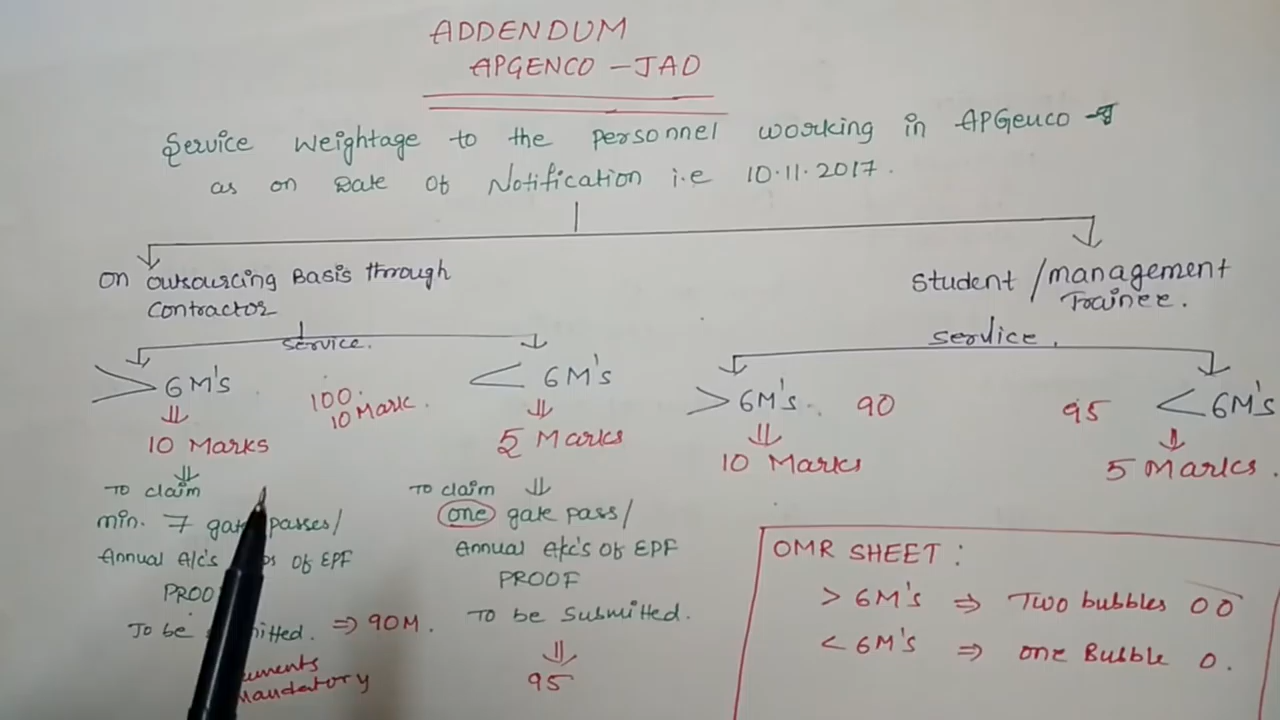 ADDENDUM
APGENCO - JAO
Service Weightage to the personnel working in APGenco
as on Date of Notification i.e 10.11.2017.
On outsourcing Basis through
Contractor
Student / management
Trainee.
service.
service.
> 6M's
100.
10 Mark.
< 6M's
> 6M's.
90
95
< 6M's
10 Marks
5 Marks
10 Marks
5 Marks.
To claim
min. 7 gate passes/
Annual A/c's of EPF
PROOF
To be submitted. ⇒ 90M.
mandatory
To claim
one gate pass/
Annual A/c's of EPF
PROOF
To be submitted.
95
OMR SHEET :
> 6M's ⇒ Two bubbles 0 0
< 6M's ⇒ one Bubble 0.